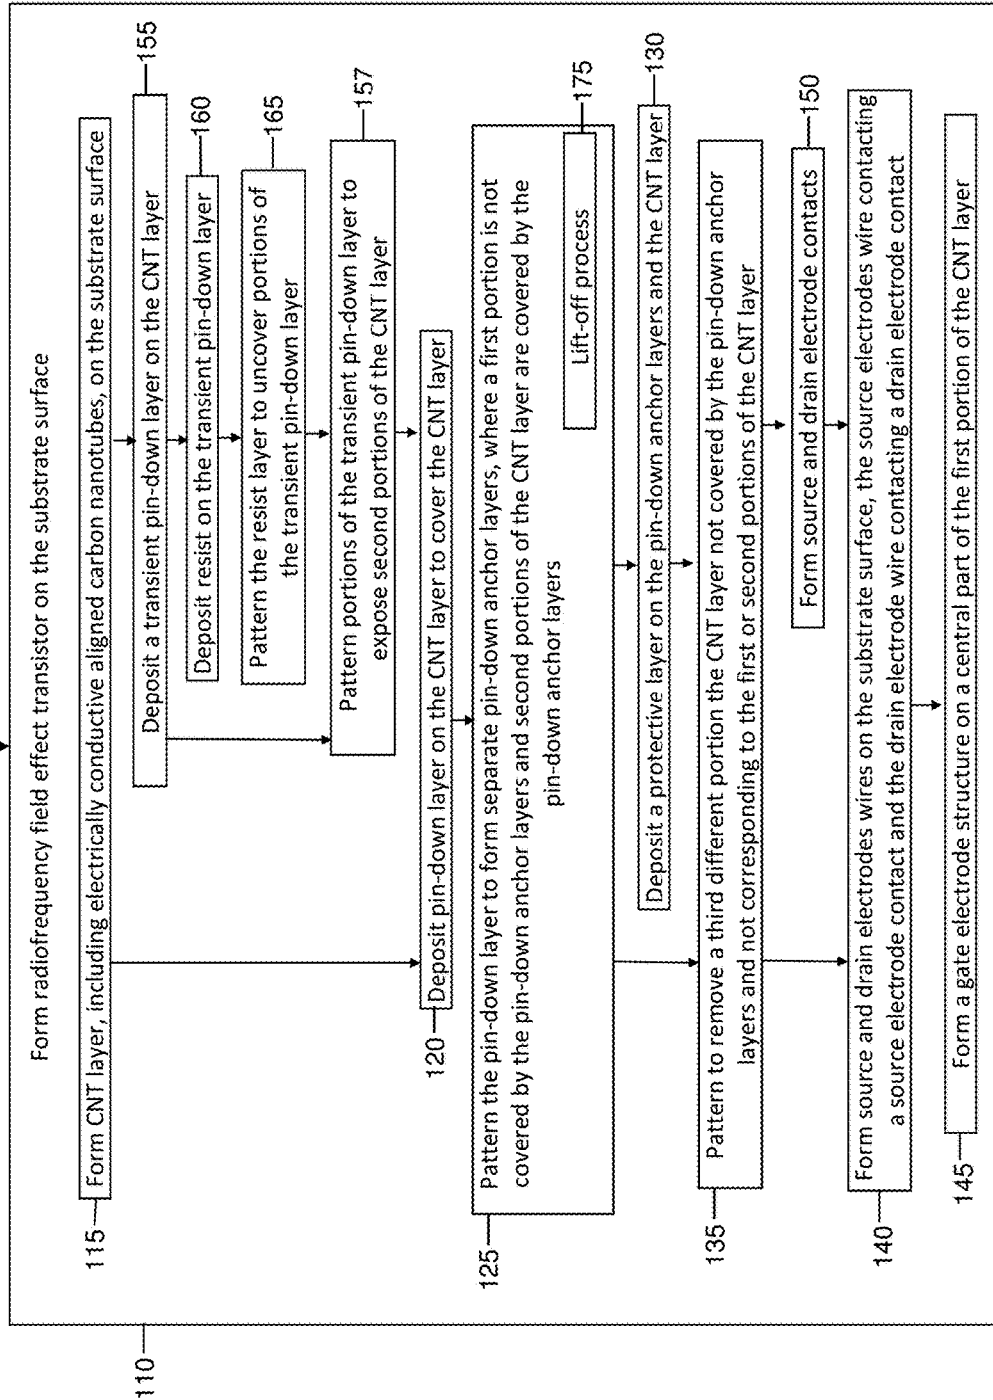 110
Form radiofrequency field effect transistor on the substrate surface
115
Form CNT layer, including electrically conductive aligned carbon nanotubes, on the substrate surface
155
Deposit a transient pin-down layer on the CNT layer
160
Deposit resist on the transient pin-down layer
165
Pattern the resist layer to uncover portions of
the transient pin-down layer
157
Pattern portions of the transient pin-down layer to
expose second portions of the CNT layer
120
Deposit pin-down layer on the CNT layer to cover the CNT layer
125
Pattern the pin-down layer to form separate pin-down anchor layers, where a first portion is not
covered by the pin-down anchor layers and second portions of the CNT layer are covered by the
pin-down anchor layers
175
Lift-off process
130
Deposit a protective layer on the pin-down anchor layers and the CNT layer
135
Pattern to remove a third different portion the CNT layer not covered by the pin-down anchor
layers and not corresponding to the first or second portions of the CNT layer
150
Form source and drain electrode contacts
140
Form source and drain electrodes wires on the substrate surface, the source electrodes wire contacting
a source electrode contact and the drain electrode wire contacting a drain electrode contact
145
Form a gate electrode structure on a central part of the first portion of the CNT layer